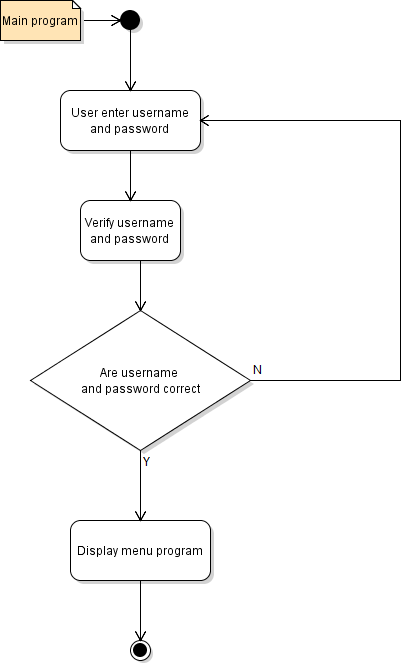 Main program
User enter username
and password
Verify username
and password
Are username
and password correct
N
Y
Display menu program